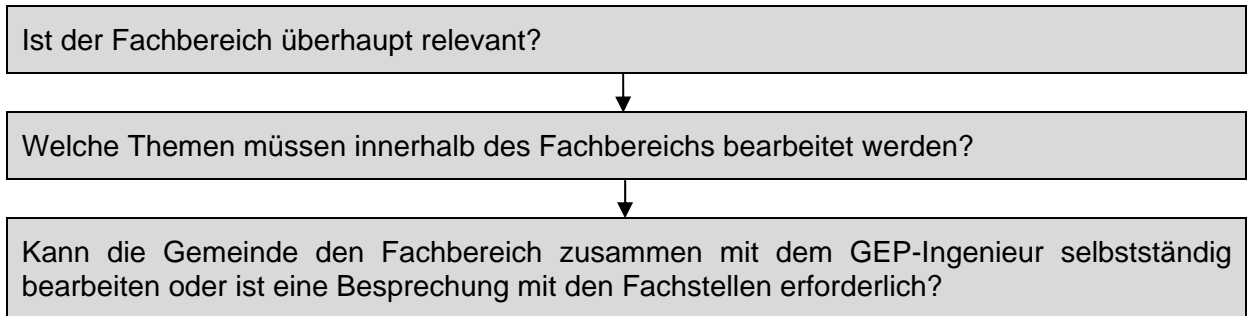 Ist der Fachbereich überhaupt relevant?
Welche Themen müssen innerhalb des Fachbereichs bearbeitet werden?
Kann die Gemeinde den Fachbereich zusammen mit dem GEP-Ingenieur selbstständig
bearbeiten oder ist eine Besprechung mit den Fachstellen erforderlich?